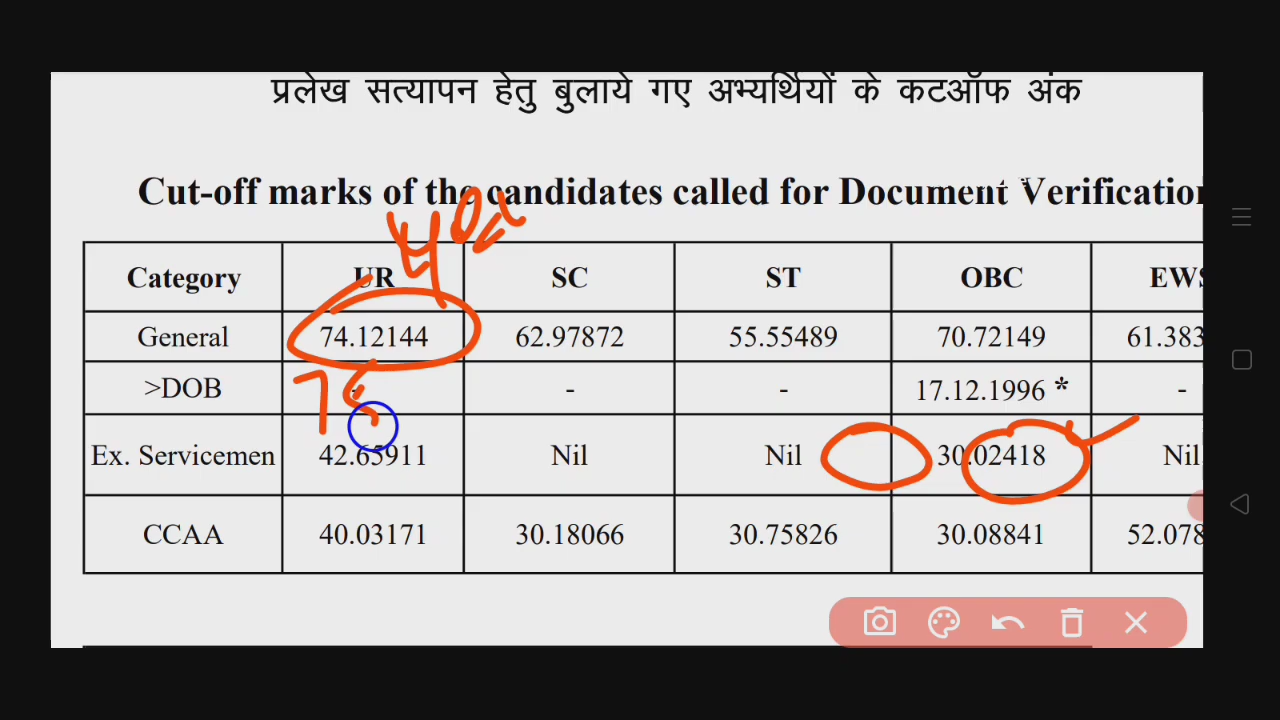 प्रलेख सत्यापन हेतु बुलाये गए अभ्यर्थियों के कटऑफ अंक
Cut-off marks of the candidates called for Document Verification
Category UR SC ST OBC EWS
General 74.12144 62.97872 55.55489 70.72149 61.383
>DOB - - - 17.12.1996 * -
75
Ex. Servicemen 42.65911 Nil Nil 30.02418 Nil
CCAA 40.03171 30.18066 30.75826 30.08841 52.078